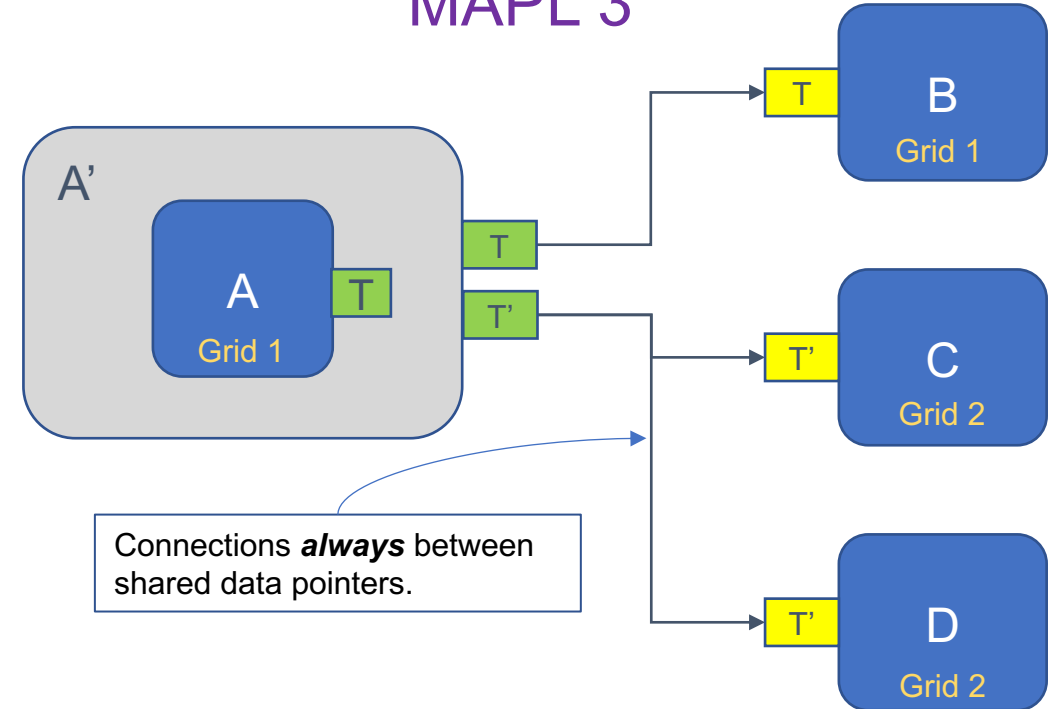 MAPL 3
T
B
Grid 1
A’
T
A
T
Grid 1
T’
T’
C
Grid 2
Connections always between
shared data pointers.
T’
D
Grid 2